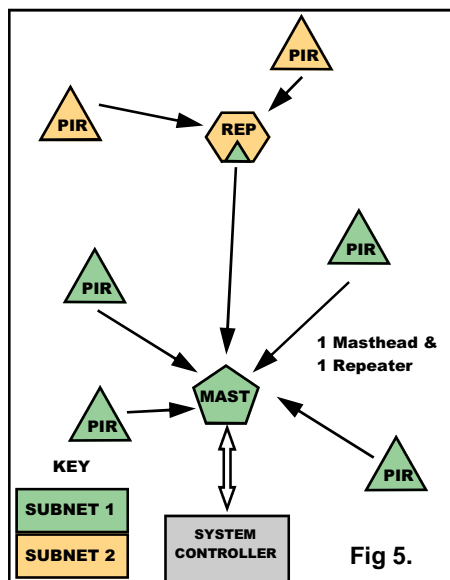 PIR
PIR
REP
PIR
PIR
1 Masthead &
1 Repeater
MAST
PIR
PIR
KEY
SUBNET 1
SUBNET 2
SYSTEM
CONTROLLER
Fig 5.